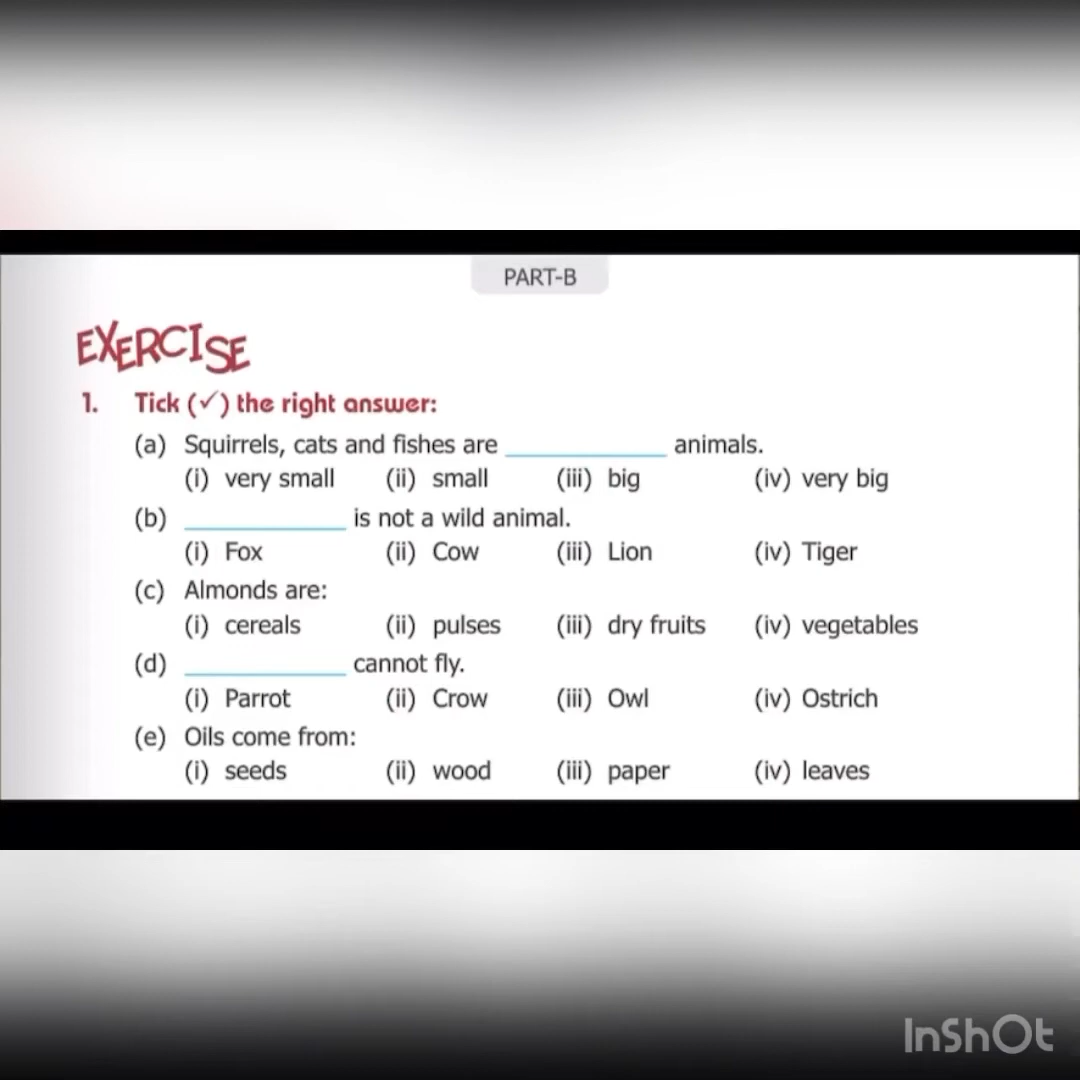 PART-B
EXERCISE
1. Tick (✓) the right answer:
(a) Squirrels, cats and fishes are ____________ animals.
(i) very small (ii) small (iii) big (iv) very big
(b) ____________ is not a wild animal.
(i) Fox (ii) Cow (iii) Lion (iv) Tiger
(c) Almonds are:
(i) cereals (ii) pulses (iii) dry fruits (iv) vegetables
(d) ____________ cannot fly.
(i) Parrot (ii) Crow (iii) Owl (iv) Ostrich
(e) Oils come from:
(i) seeds (ii) wood (iii) paper (iv) leaves
InShOt